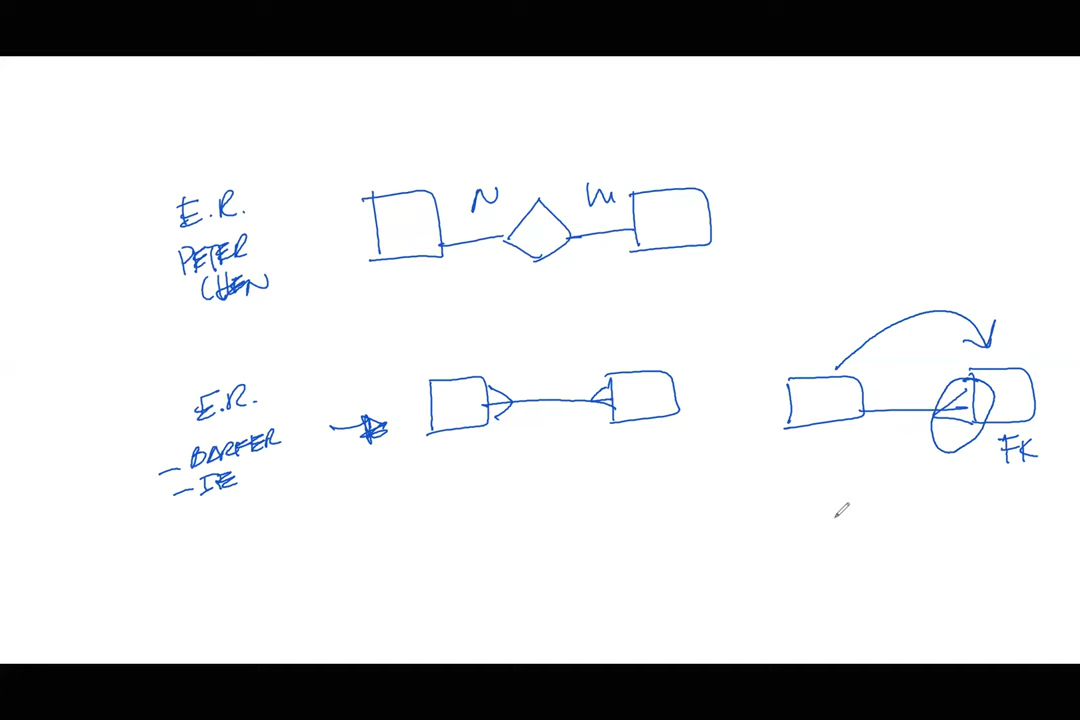 E.R.
PETER
CHEN
N
M
E.R.
- BARKER
- IE
FK